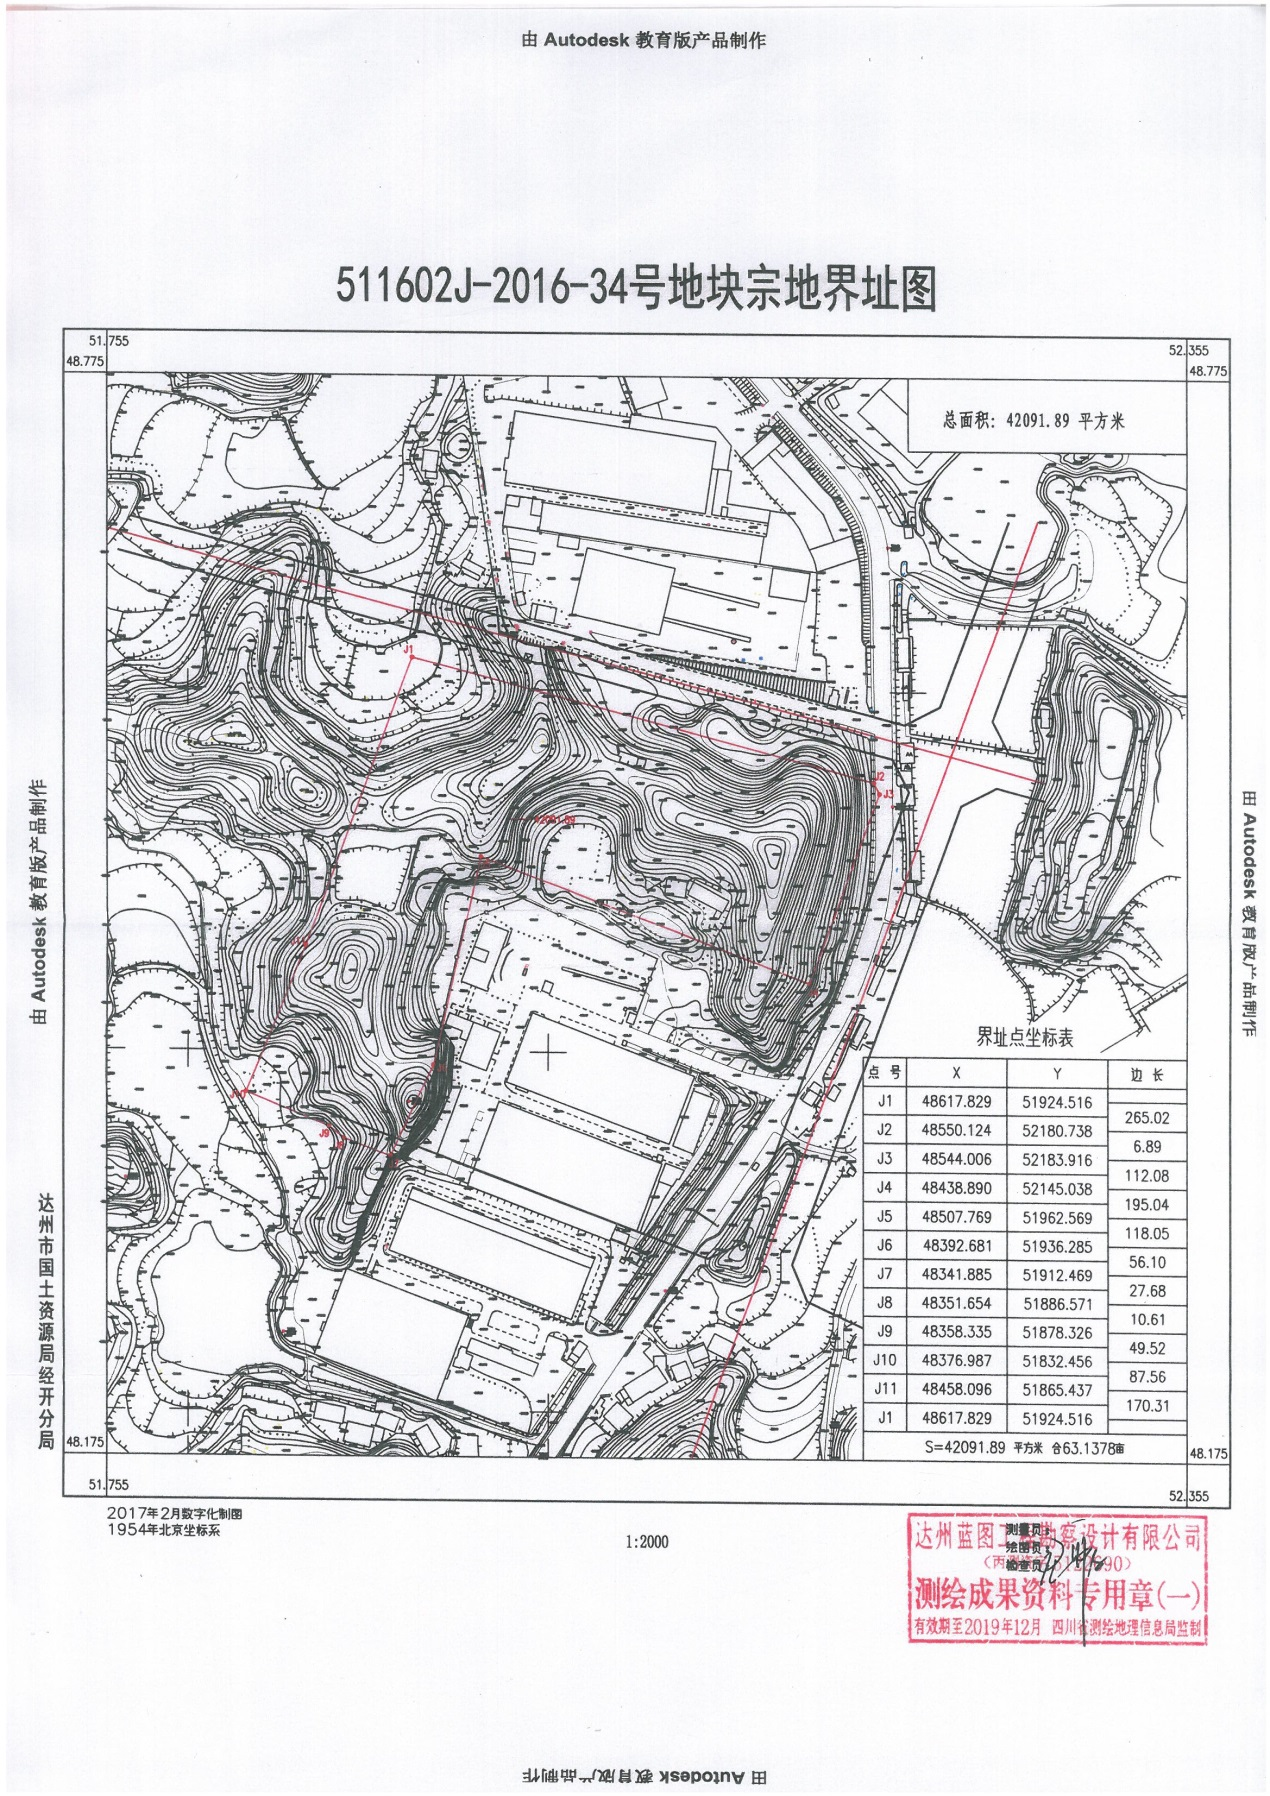 由 Autodesk 教育版产品制作
511602J-2016-34号地块宗地界址图
51.755
48.775
52.355
48.775
总面积: 42091.89 平方米
J1
J2
J3
42091.89
J11
J10
J9
由 Autodesk 教育版产品制作
由 Autodesk 教育版产品制作
达州市国土资源局经开分局
界址点坐标表
点 号 X Y 边 长
J1 48617.829 51924.516
265.02
J2 48550.124 52180.738
6.89
J3 48544.006 52183.916
112.08
J4 48438.890 52145.038
195.04
J5 48507.769 51962.569
118.05
J6 48392.681 51936.285
56.10
J7 48341.885 51912.469
27.68
J8 48351.654 51886.571
10.61
J9 48358.335 51878.326
49.52
J10 48376.987 51832.456
87.56
J11 48458.096 51865.437
170.31
J1 48617.829 51924.516
S=42091.89 平方米 合63.1378亩
48.175
51.755
48.175
52.355
2017年2月数字化制图
1954年北京坐标系
1:2000
测量员:
绘图员:
检查员:
达州蓝图工程勘察设计有限公司
测绘成果资料专用章(一)
有效期至2019年12月 四川省测绘地理信息局监制
由 Autodesk 教育版产品制作